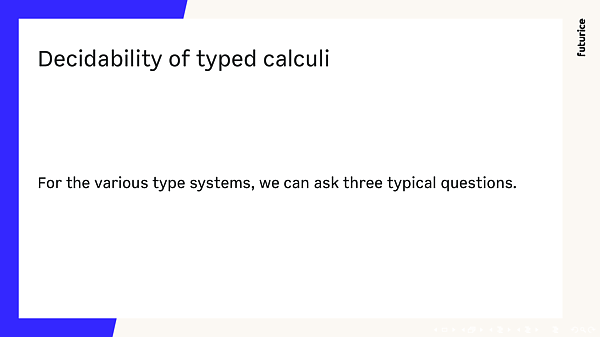 Decidability of typed calculi
futurice
For the various type systems, we can ask three typical questions.